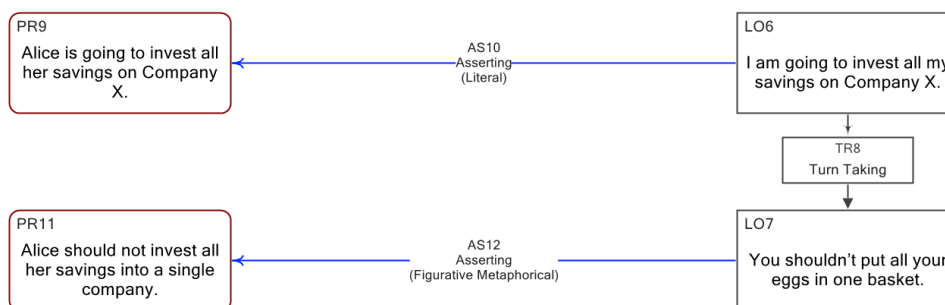 PR9
Alice is going to invest all
her savings on Company
X.
AS10
Asserting
(Literal)
LO6
I am going to invest all my
savings on Company X.
TR8
Turn Taking
PR11
Alice should not invest all
her savings into a single
company.
AS12
Asserting
(Figurative Metaphorical)
LO7
You shouldn't put all your
eggs in one basket.